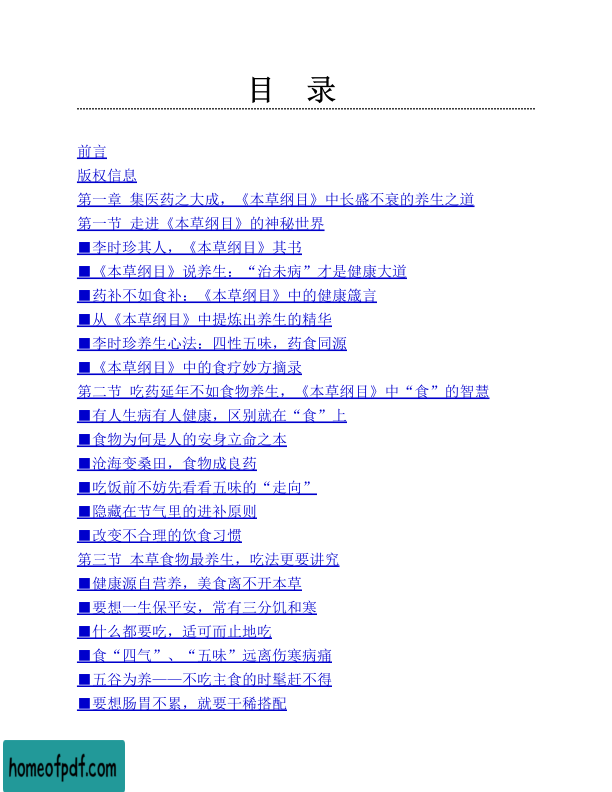 目 录
前言
版权信息
第一章 集医药之大成，《本草纲目》中长盛不衰的养生之道
第一节 走进《本草纲目》的神秘世界
■李时珍其人，《本草纲目》其书
■《本草纲目》说养生：“治未病”才是健康大道
■药补不如食补：《本草纲目》中的健康箴言
■从《本草纲目》中提炼出养生的精华
■李时珍养生心法：四性五味，药食同源
■《本草纲目》中的食疗妙方摘录
第二节 吃药延年不如食物养生，《本草纲目》中“食”的智慧
■有人生病有人健康，区别就在“食”上
■食物为何是人的安身立命之本
■沧海变桑田，食物成良药
■吃饭前不妨先看看五味的“走向”
■隐藏在节气里的进补原则
■改变不合理的饮食习惯
第三节 本草食物最养生，吃法更要讲究
■健康源自营养，美食离不开本草
■要想一生保平安，常有三分饥和寒
■什么都要吃，适可而止地吃
■食“四气”、“五味”远离伤寒病痛
■五谷为养——不吃主食的时髦赶不得
■要想肠胃不累，就要干稀搭配
homeofpdf.com